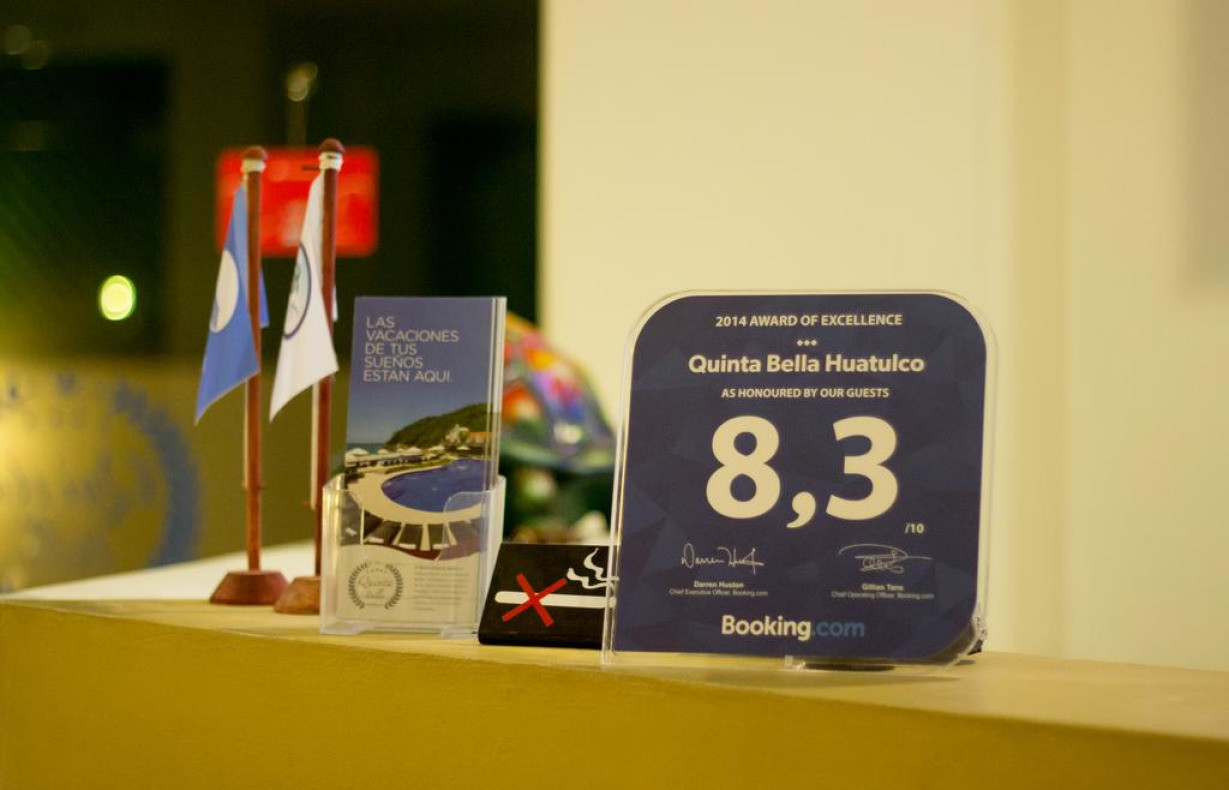 LAS
VACACIONES
DE TUS
SUEÑOS
ESTAN AQUI.
Quinta
Bella
2014 AWARD OF EXCELLENCE
Quinta Bella Huatulco
AS HONOURED BY OUR GUESTS
8,3
/10
Darren Huston
Chief Executive Officer, Booking.com
Gillian Tans
Chief Operating Officer, Booking.com
Booking.com